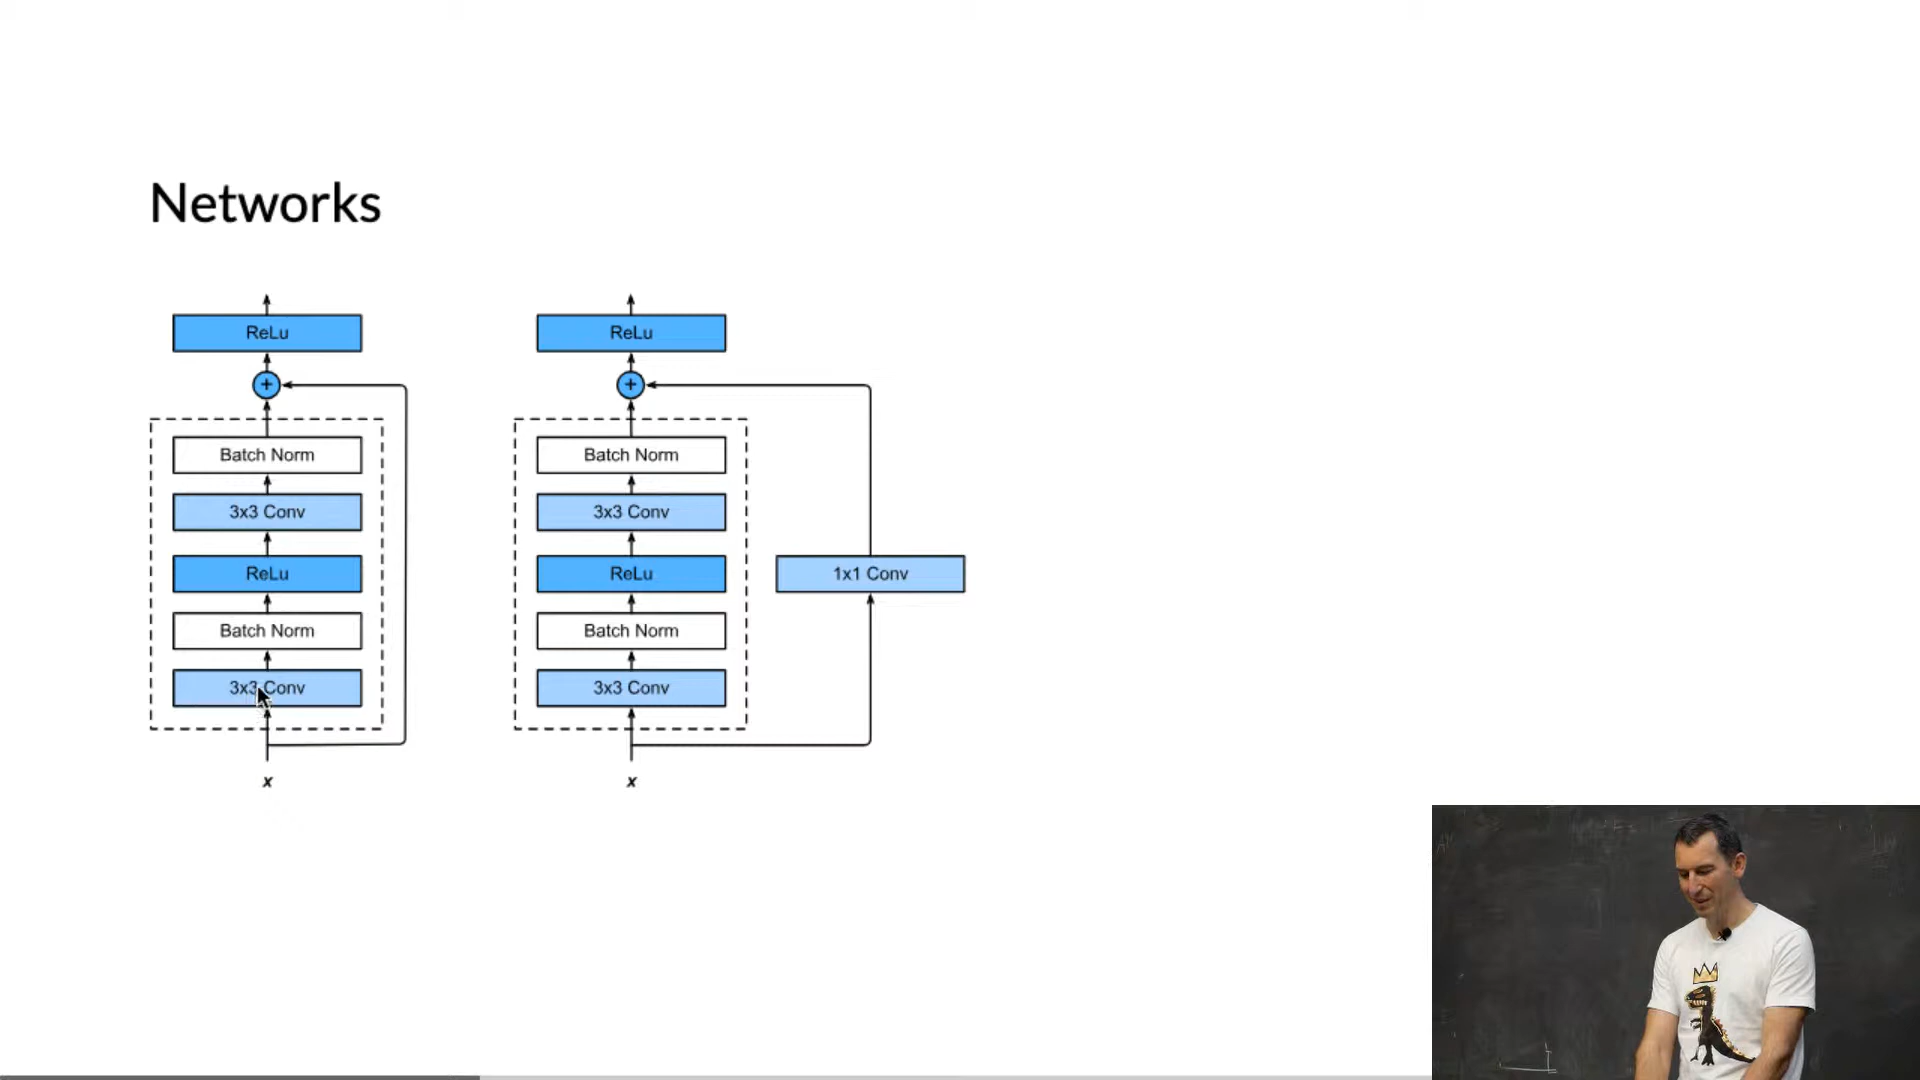 Networks
ReLu
+
Batch Norm
3x3 Conv
ReLu
Batch Norm
3x3 Conv
x
ReLu
+
Batch Norm
3x3 Conv
ReLu
Batch Norm
3x3 Conv
1x1 Conv
x